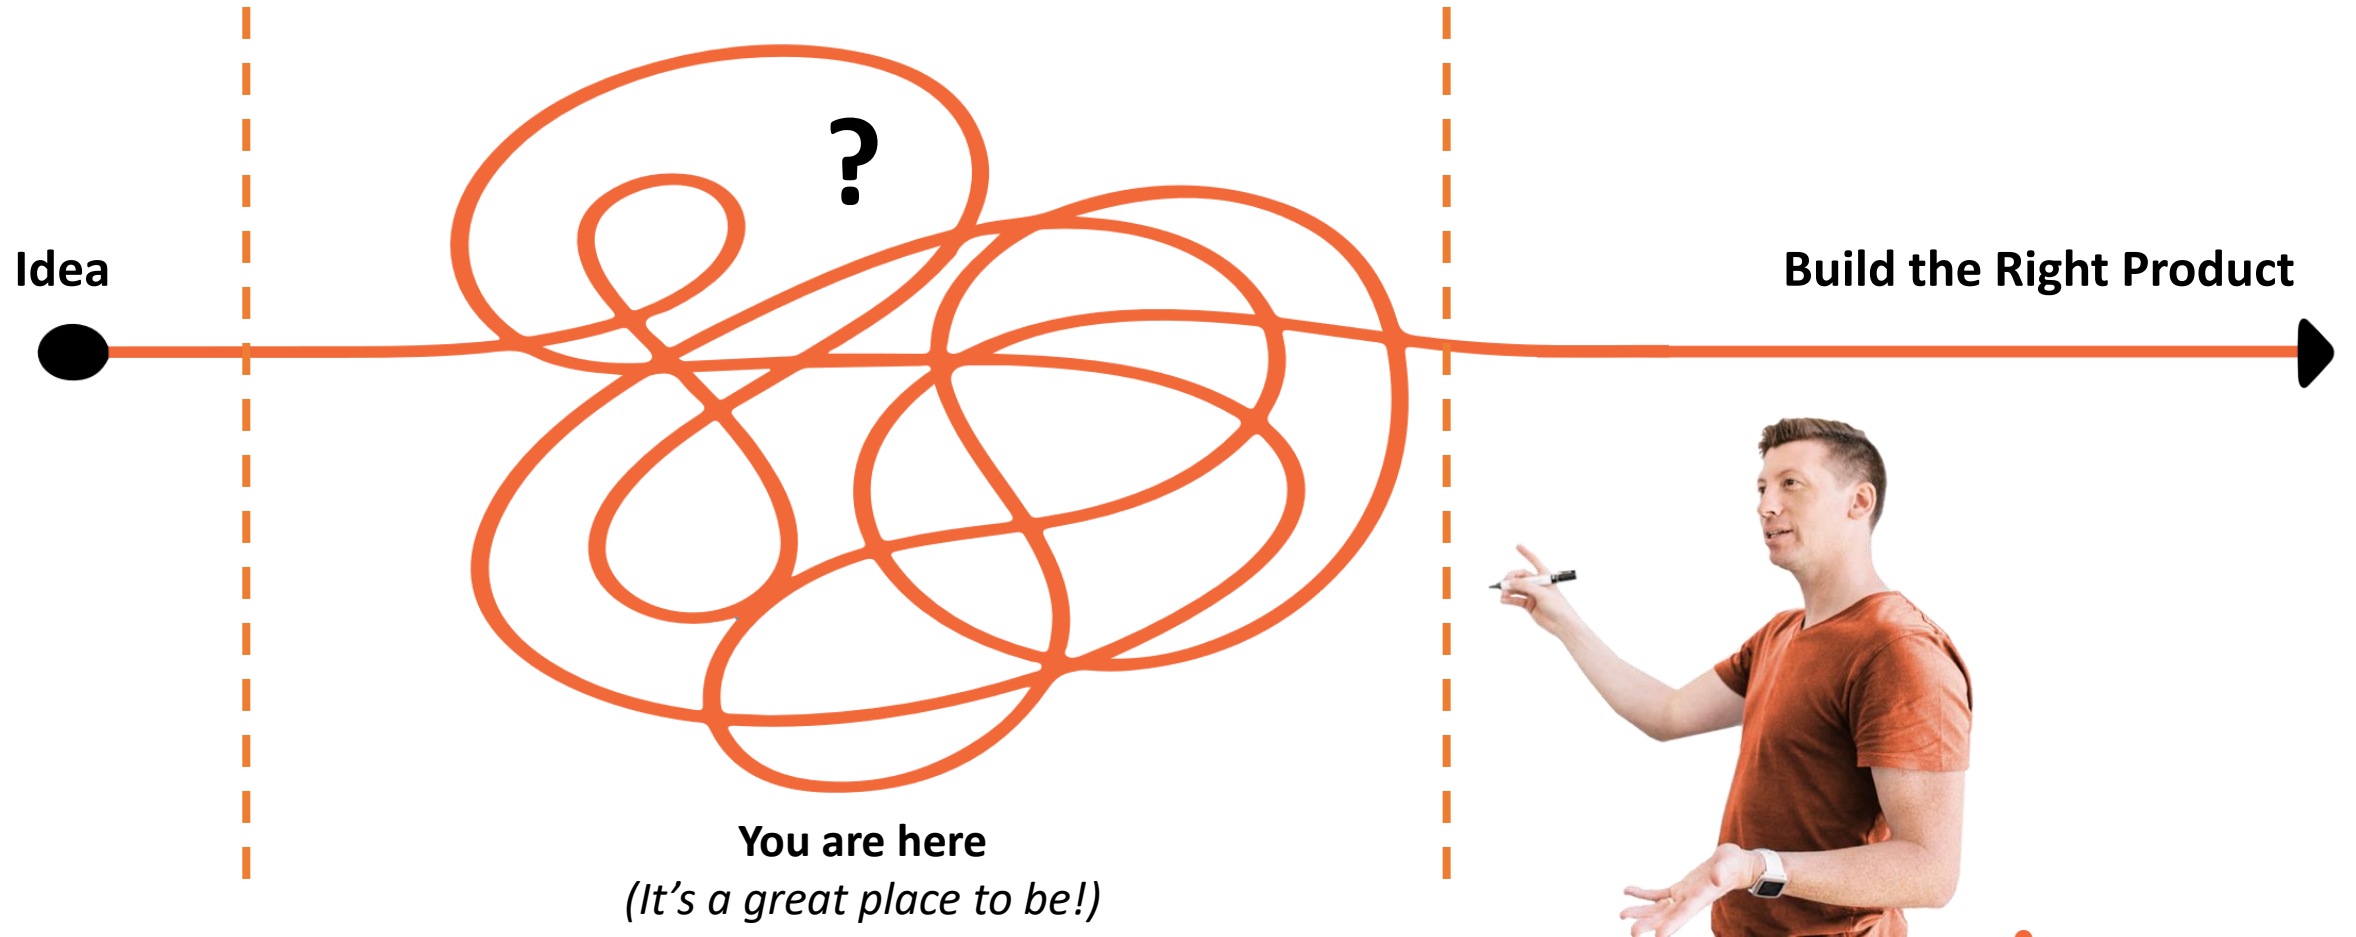 ?
Idea
Build the Right Product
You are here
(It’s a great place to be!)